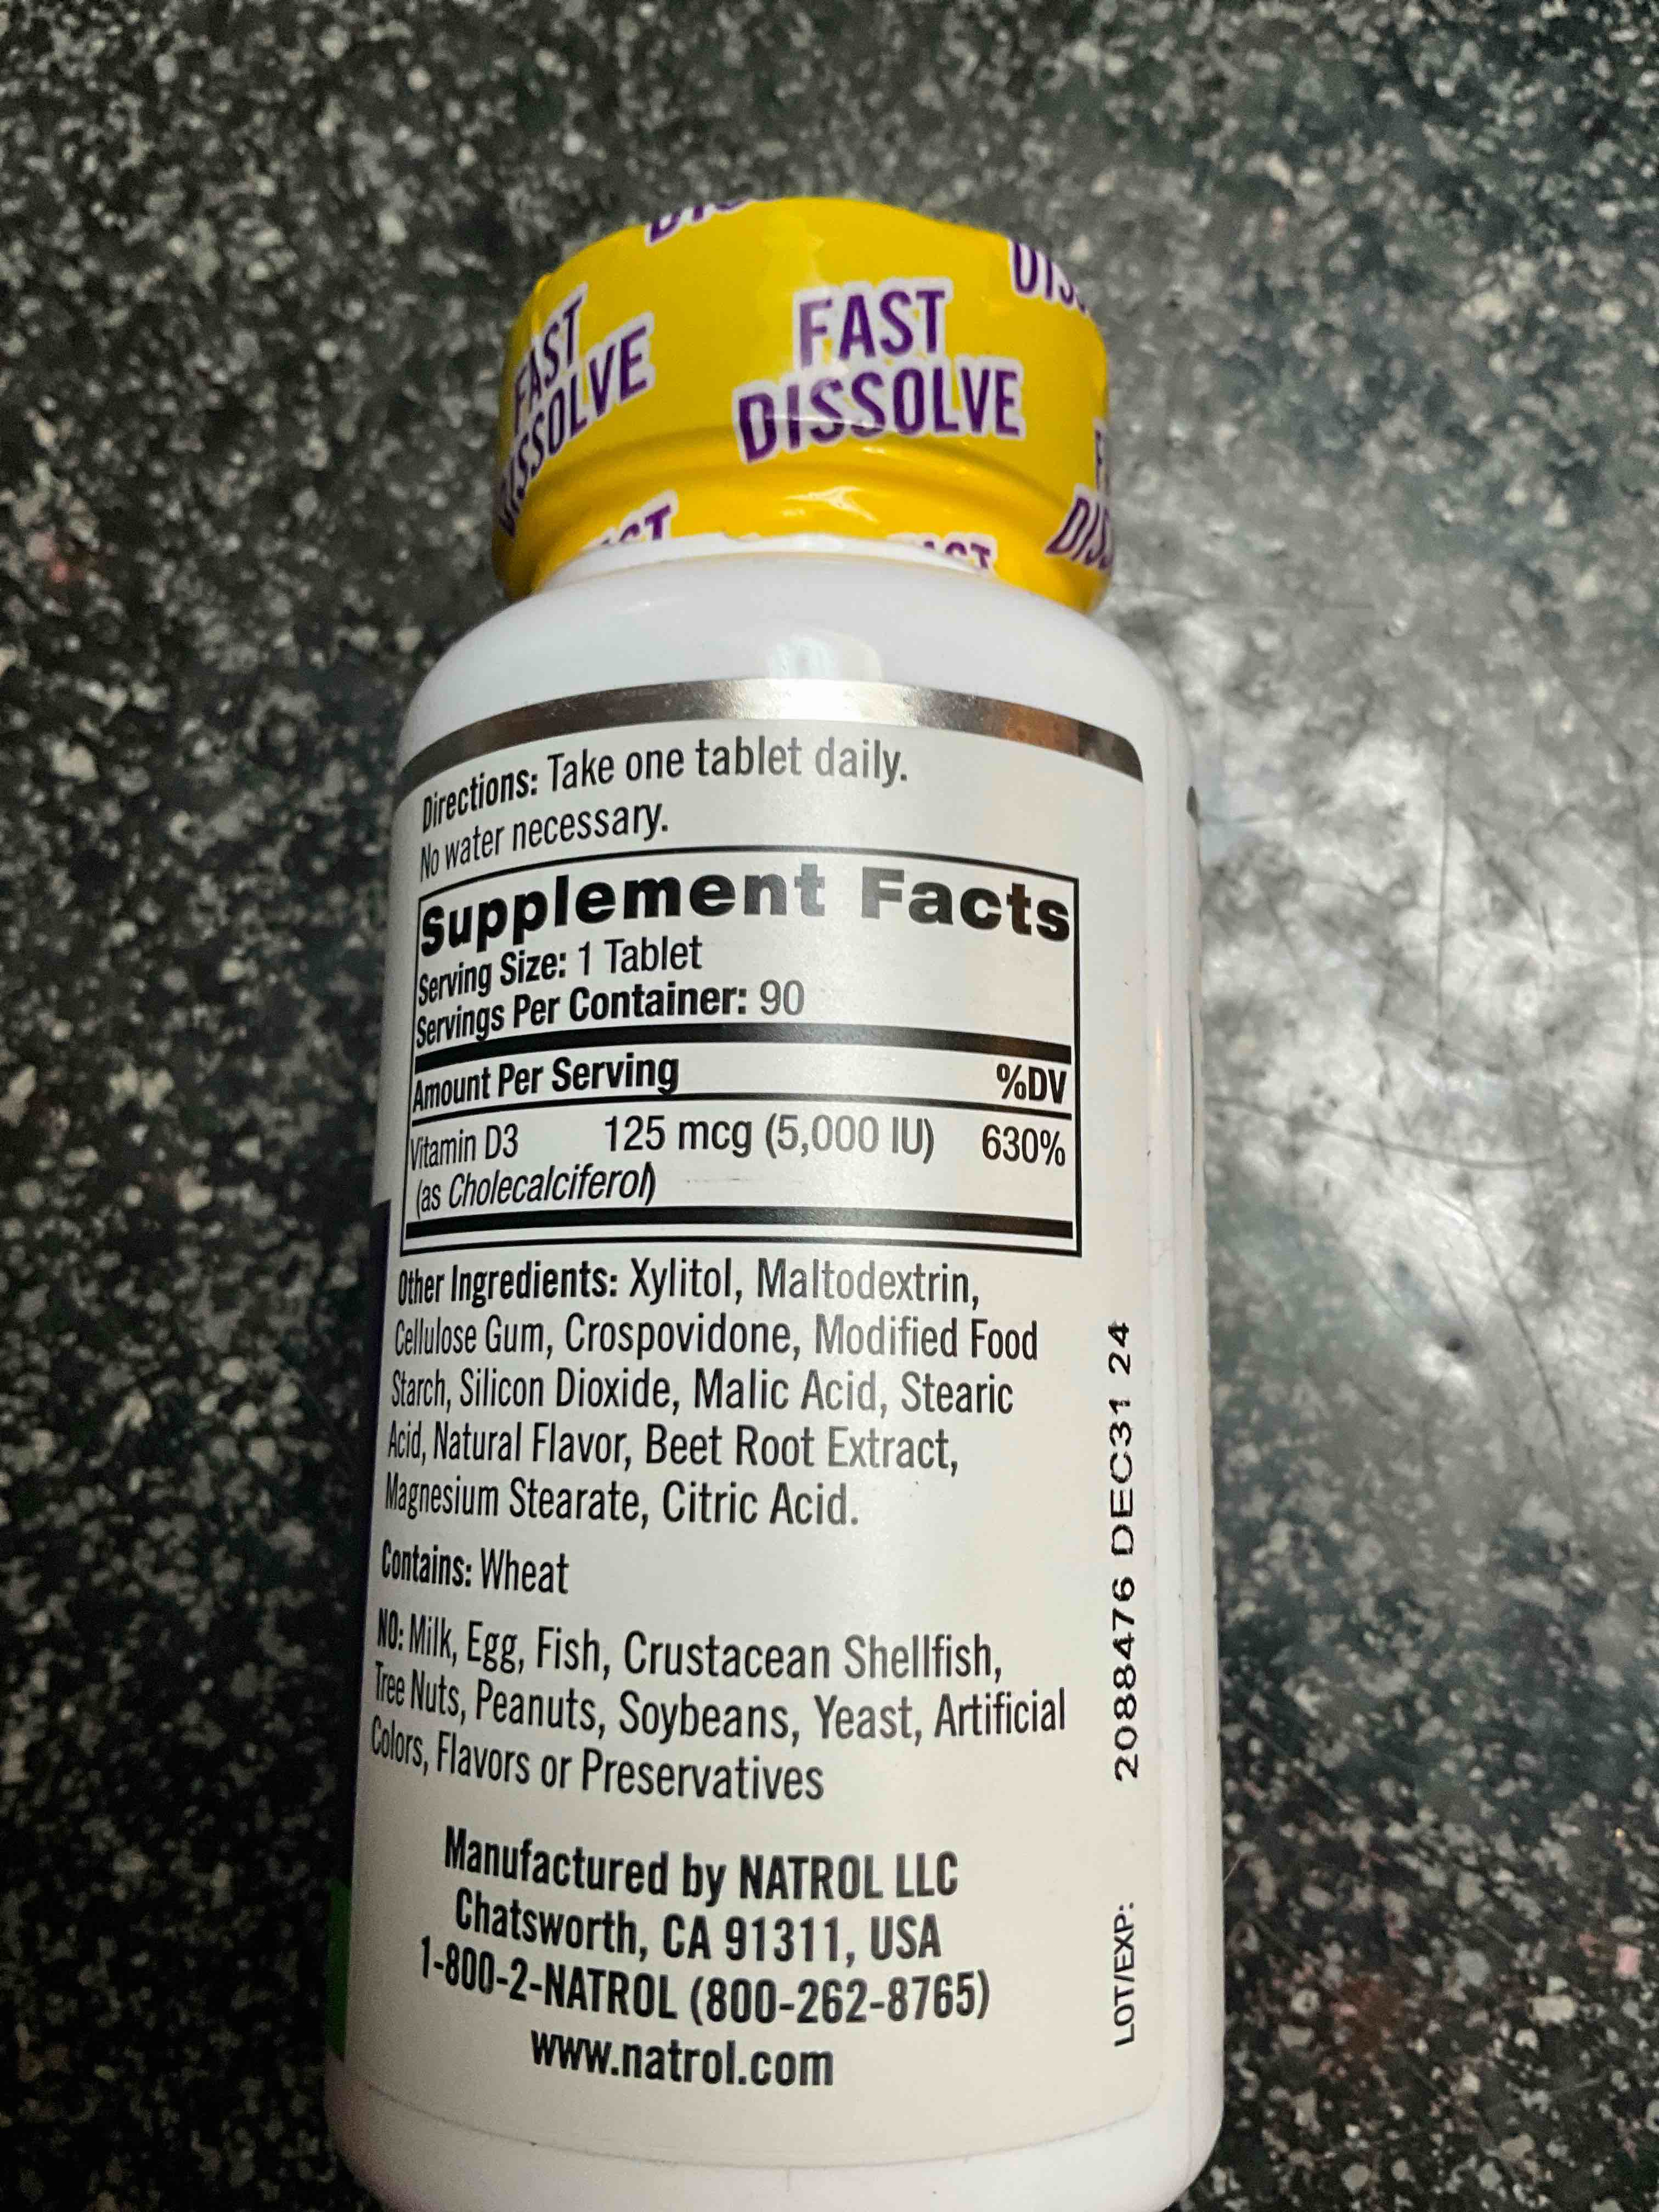 FAST
DISSOLVE
FAST
DISSOLVE
Directions: Take one tablet daily.
No water necessary.
Supplement Facts
Serving Size: 1 Tablet
Servings Per Container: 90
Amount Per Serving %DV
Vitamin D3 125 mcg (5,000 IU) 630%
(as Cholecalciferol)
Other Ingredients: Xylitol, Maltodextrin,
Cellulose Gum, Crospovidone, Modified Food
Starch, Silicon Dioxide, Malic Acid, Stearic
Acid, Natural Flavor, Beet Root Extract,
Magnesium Stearate, Citric Acid.
Contains: Wheat
NO: Milk, Egg, Fish, Crustacean Shellfish,
Tree Nuts, Peanuts, Soybeans, Yeast, Artificial
Colors, Flavors or Preservatives
Manufactured by NATROL LLC
Chatsworth, CA 91311, USA
1-800-2-NATROL (800-262-8765)
www.natrol.com
LOT/EXP: 2088476 DEC31 24